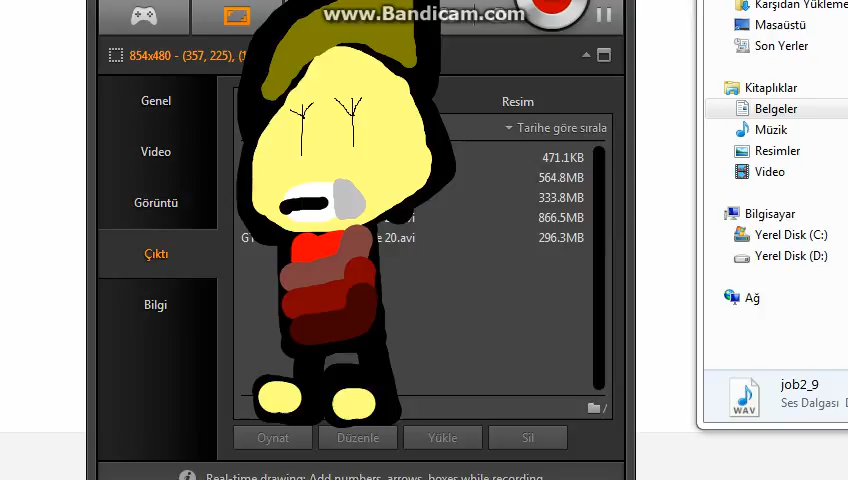 www.Bandicam.com
Karşıdan Yükleme
Masaüstü
Son Yerler
854x480 - (357, 225), (1
Genel
Video
Görüntü
Çıktı
Bilgi
Resim
Tarihe göre sırala
471.1KB
564.8MB
333.8MB
.avi 866.5MB
20.avi 296.3MB
Oynat Düzenle Yükle Sil
Real-time drawing: Add numbers, arrows, boxes while recording
Kitaplıklar
Belgeler
Müzik
Resimler
Video
Bilgisayar
Yerel Disk (C:)
Yerel Disk (D:)
Ağ
WAV
job2_9
Ses Dalgası